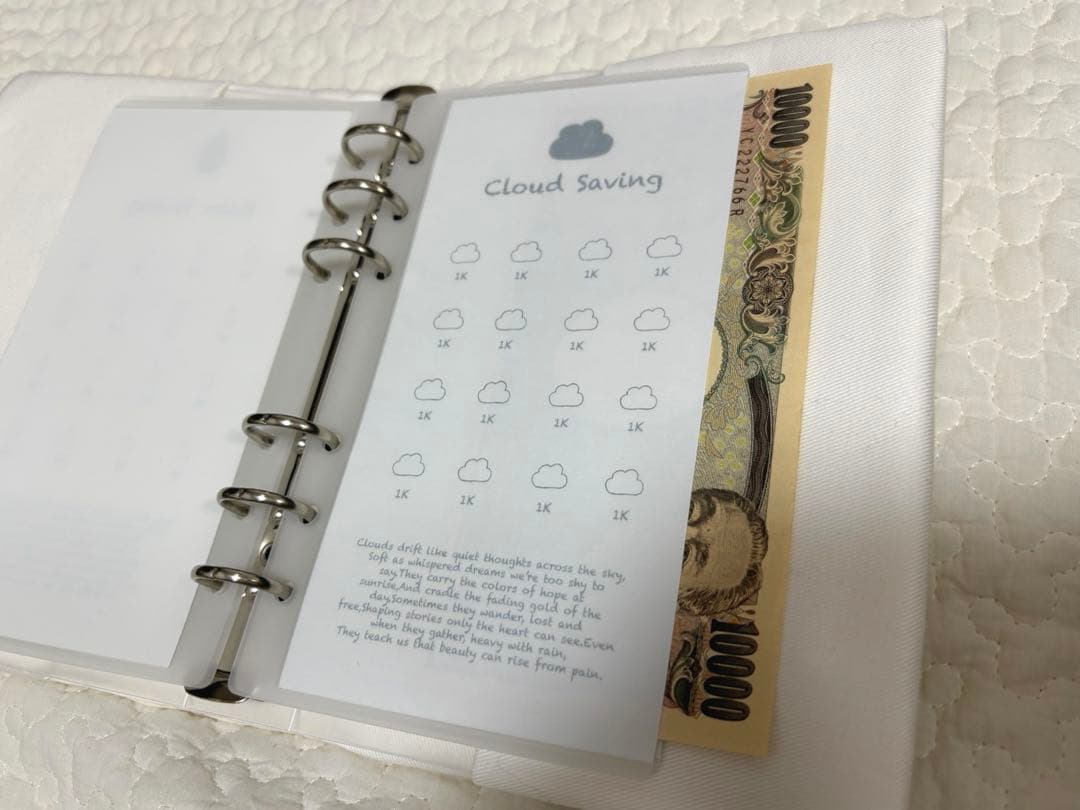 Cloud Saving
1K 1K 1K 1K
1K 1K 1K 1K
1K 1K 1K 1K
1K 1K 1K 1K
Clouds drift like quiet thoughts across the sky,
Soft as whispered dreams we're too shy to
say.They carry the colors of hope at
sunrise,And cradle the fading gold of the
day.Sometimes they wander, lost and
free,Shaping stories only the heart can see.Even
when they gather, heavy with rain,
They teach us that beauty can rise from pain.
10000
YC222766R
10000